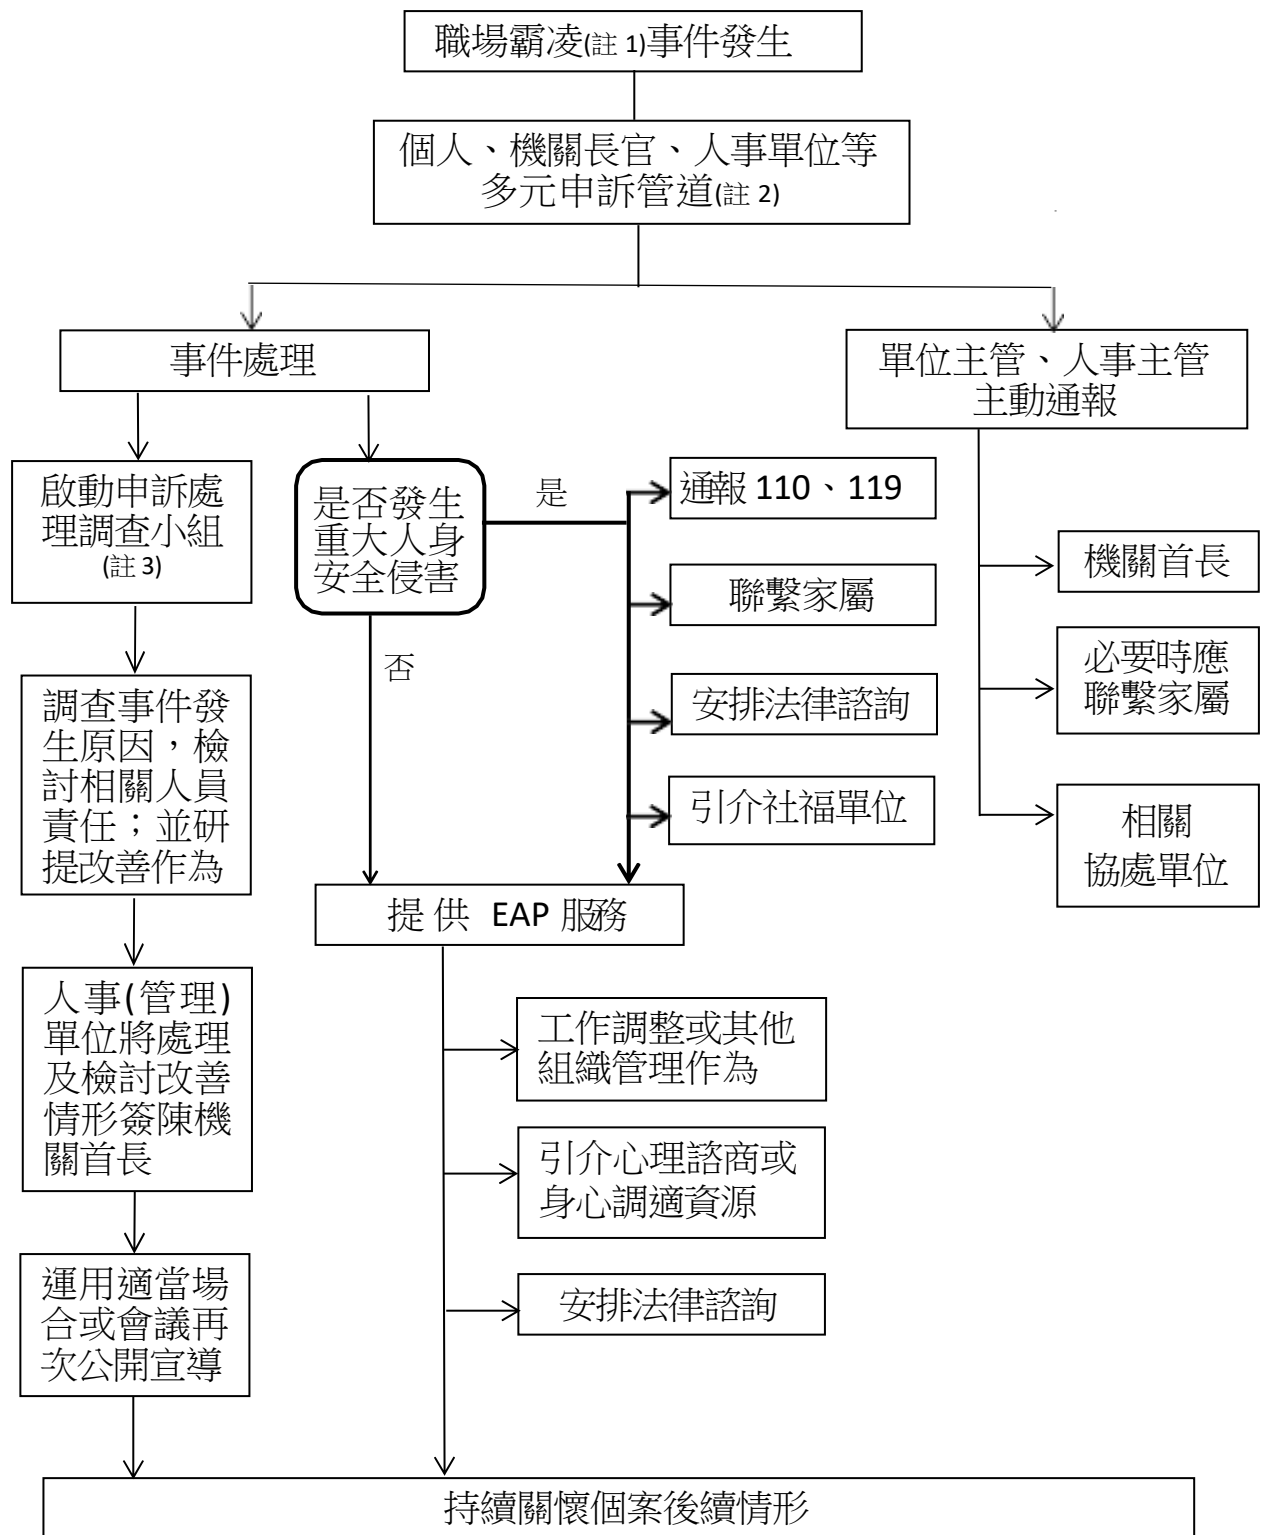 職場霸凌(註 1)事件發生
個人、機關長官、人事單位等
多元申訴管道(註 2)
事件處理
單位主管、人事主管
主動通報
啟動申訴處
理調查小組
(註 3)
是否發生
重大人身
安全侵害
是
否
通報 110、119
聯繫家屬
安排法律諮詢
引介社福單位
機關首長
必要時應
聯繫家屬
相關
協處單位
調查事件發
生原因，檢
討相關人員
責任；並研
提改善作為
提 供 EAP 服務
人事(管理)
單位將處理
及檢討改善
情形簽陳機
關首長
工作調整或其他
組織管理作為
引介心理諮商或
身心調適資源
安排法律諮詢
運用適當場
合或會議再
次公開宣導
持續關懷個案後續情形